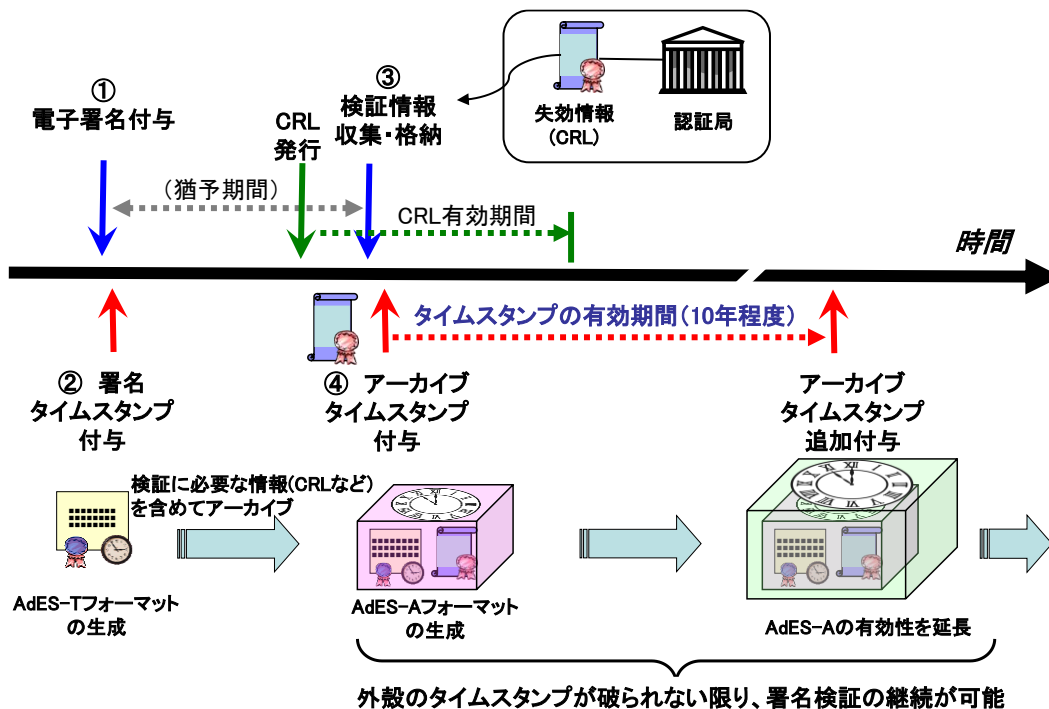 ①
電子署名付与
CRL
発行
③
検証情報
収集・格納
失効情報
(CRL)
認証局
（猶予期間）
CRL有効期間
時間
タイムスタンプの有効期間（10年程度）
② 署名
タイムスタンプ
付与
④ アーカイブ
タイムスタンプ
付与
アーカイブ
タイムスタンプ
追加付与
検証に必要な情報(CRLなど)
を含めてアーカイブ
AdES-Tフォーマット
の生成
AdES-Aフォーマット
の生成
AdES-Aの有効性を延長
外殻のタイムスタンプが破られない限り、署名検証の継続が可能